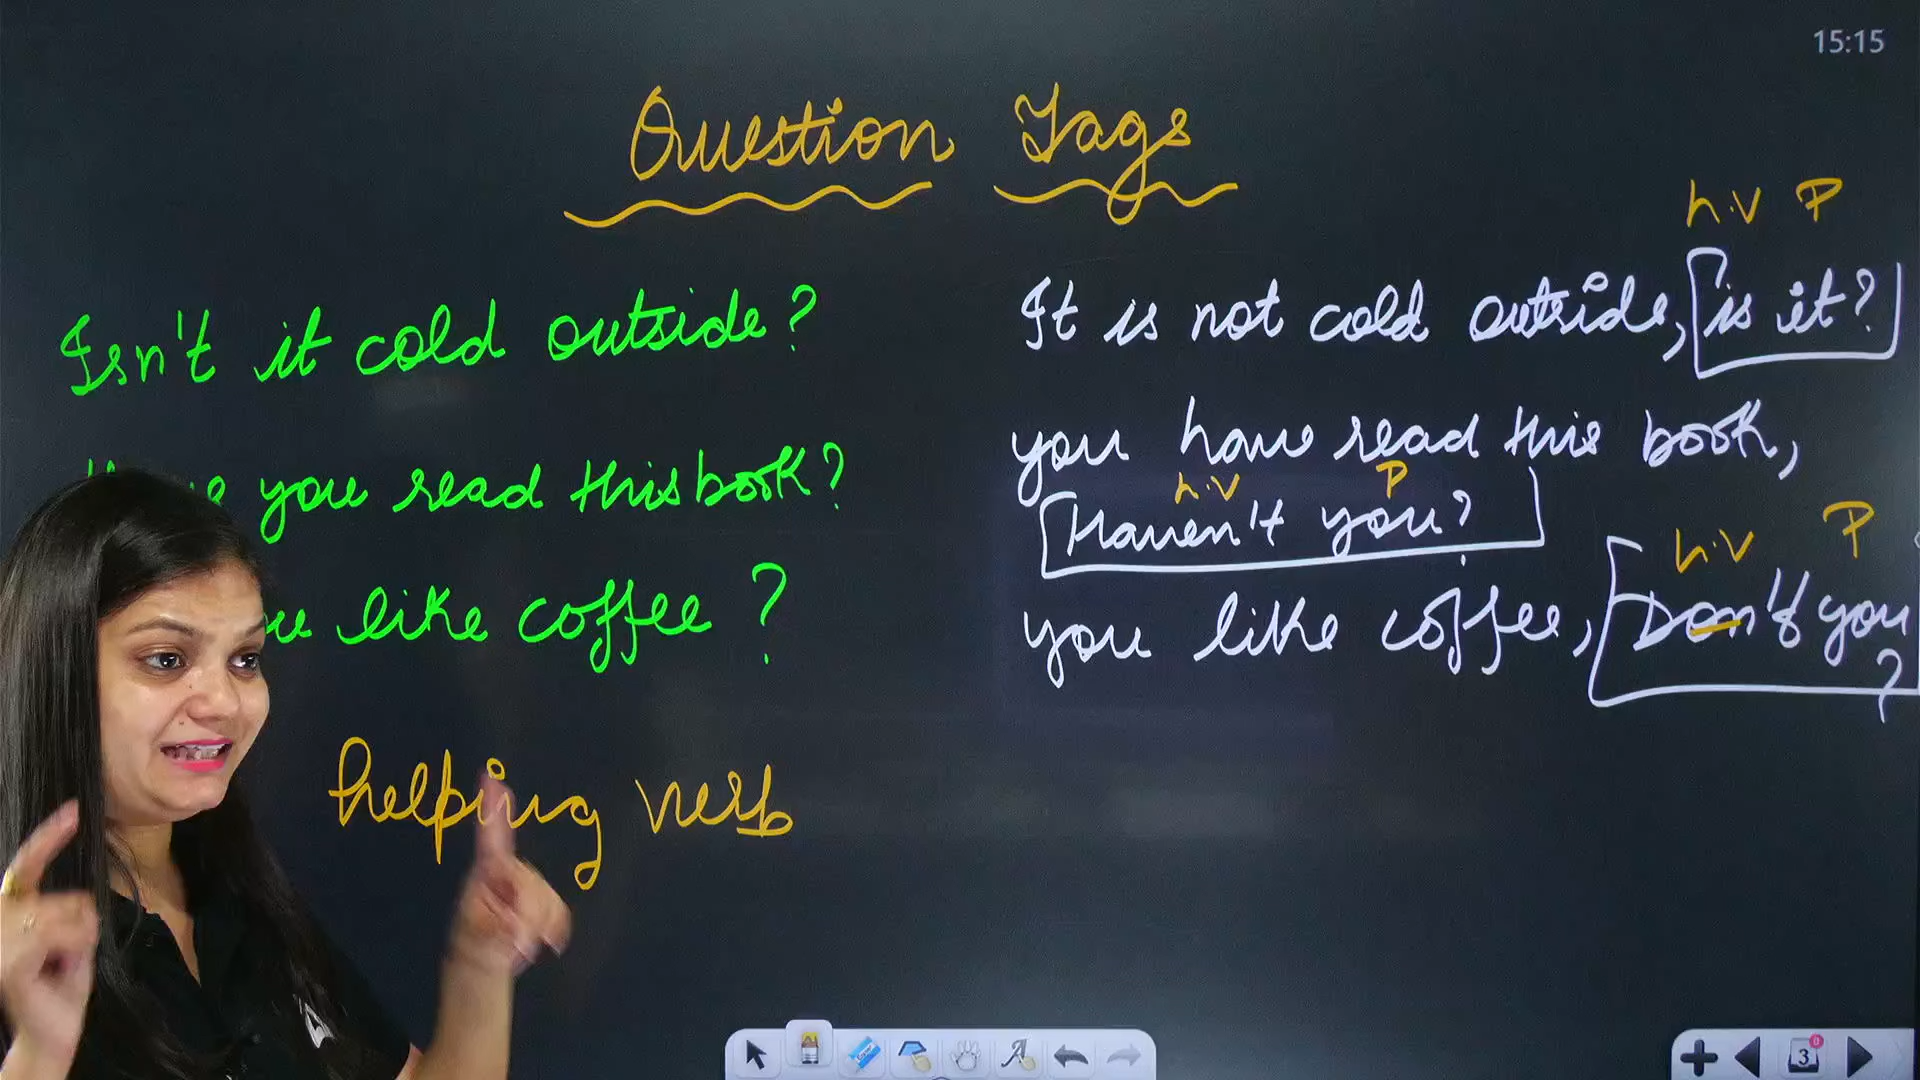 15:15
Question Tags
Isn't it cold outside?
you read this book?
like coffee?
helping verb
h.v P
It is not cold outside, is it?
you have read this book,
h.v P
Haven't you?
h.v P
you like coffee, Don't you
?
3